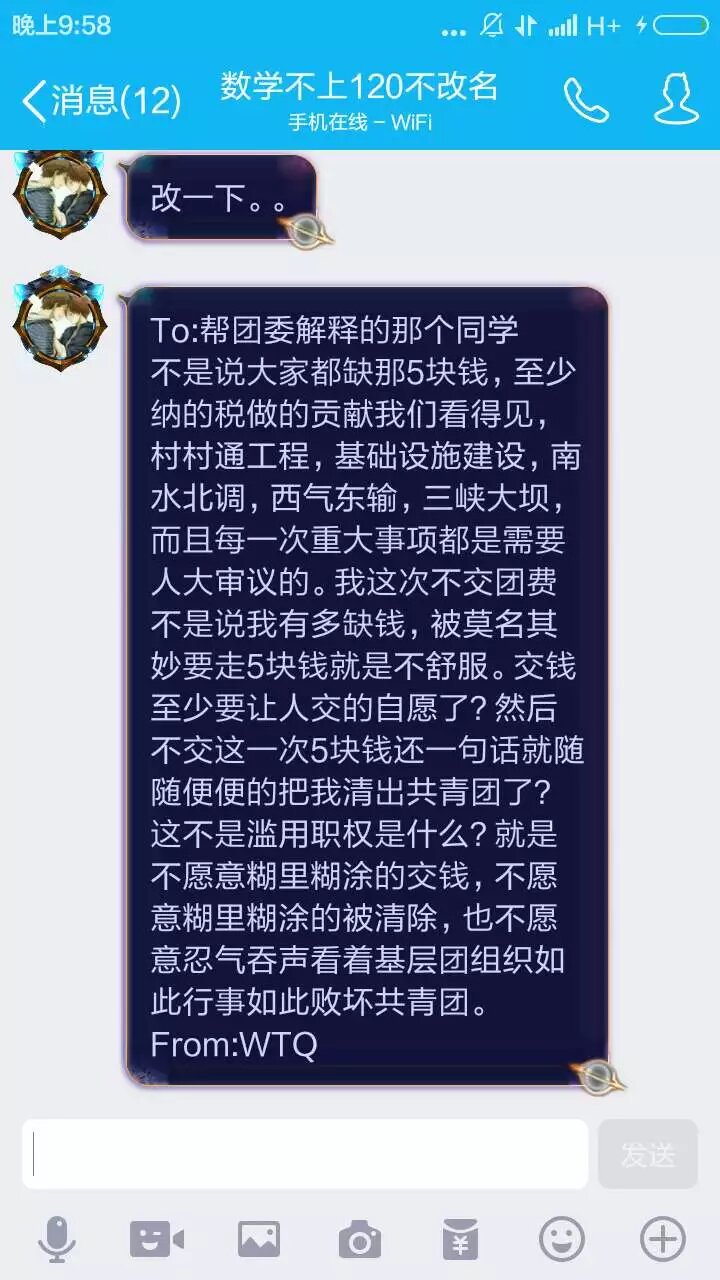 晚上9:58
... H+
消息(12)
数学不上120不改名
手机在线 – WiFi
改一下。。
To:帮团委解释的那个同学
不是说大家都缺那5块钱，至少
纳的税做的贡献我们看得见，
村村通工程，基础设施建设，南
水北调，西气东输，三峡大坝，
而且每一次重大事项都是需要
人大审议的。我这次不交团费
不是说我有多缺钱，被莫名其
妙要走5块钱就是不舒服。交钱
至少要让人交的自愿了？然后
不交这一次5块钱还一句话就随
随便便的把我清出共青团了？
这不是滥用职权是什么？就是
不愿意糊里糊涂的交钱，不愿
意糊里糊涂的被清除，也不愿
意忍气吞声看着基层团组织如
此行事如此败坏共青团。
From:WTQ
发送